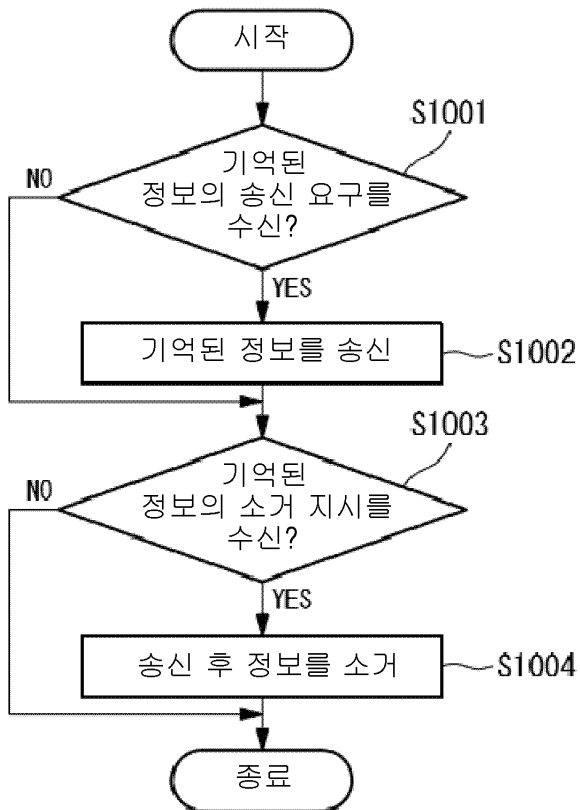 시작
S1001
기억된
정보의 송신 요구를
수신?
NO
YES
기억된 정보를 송신
S1002
S1003
기억된
정보의 소거 지시를
수신?
NO
YES
송신 후 정보를 소거
S1004
종료